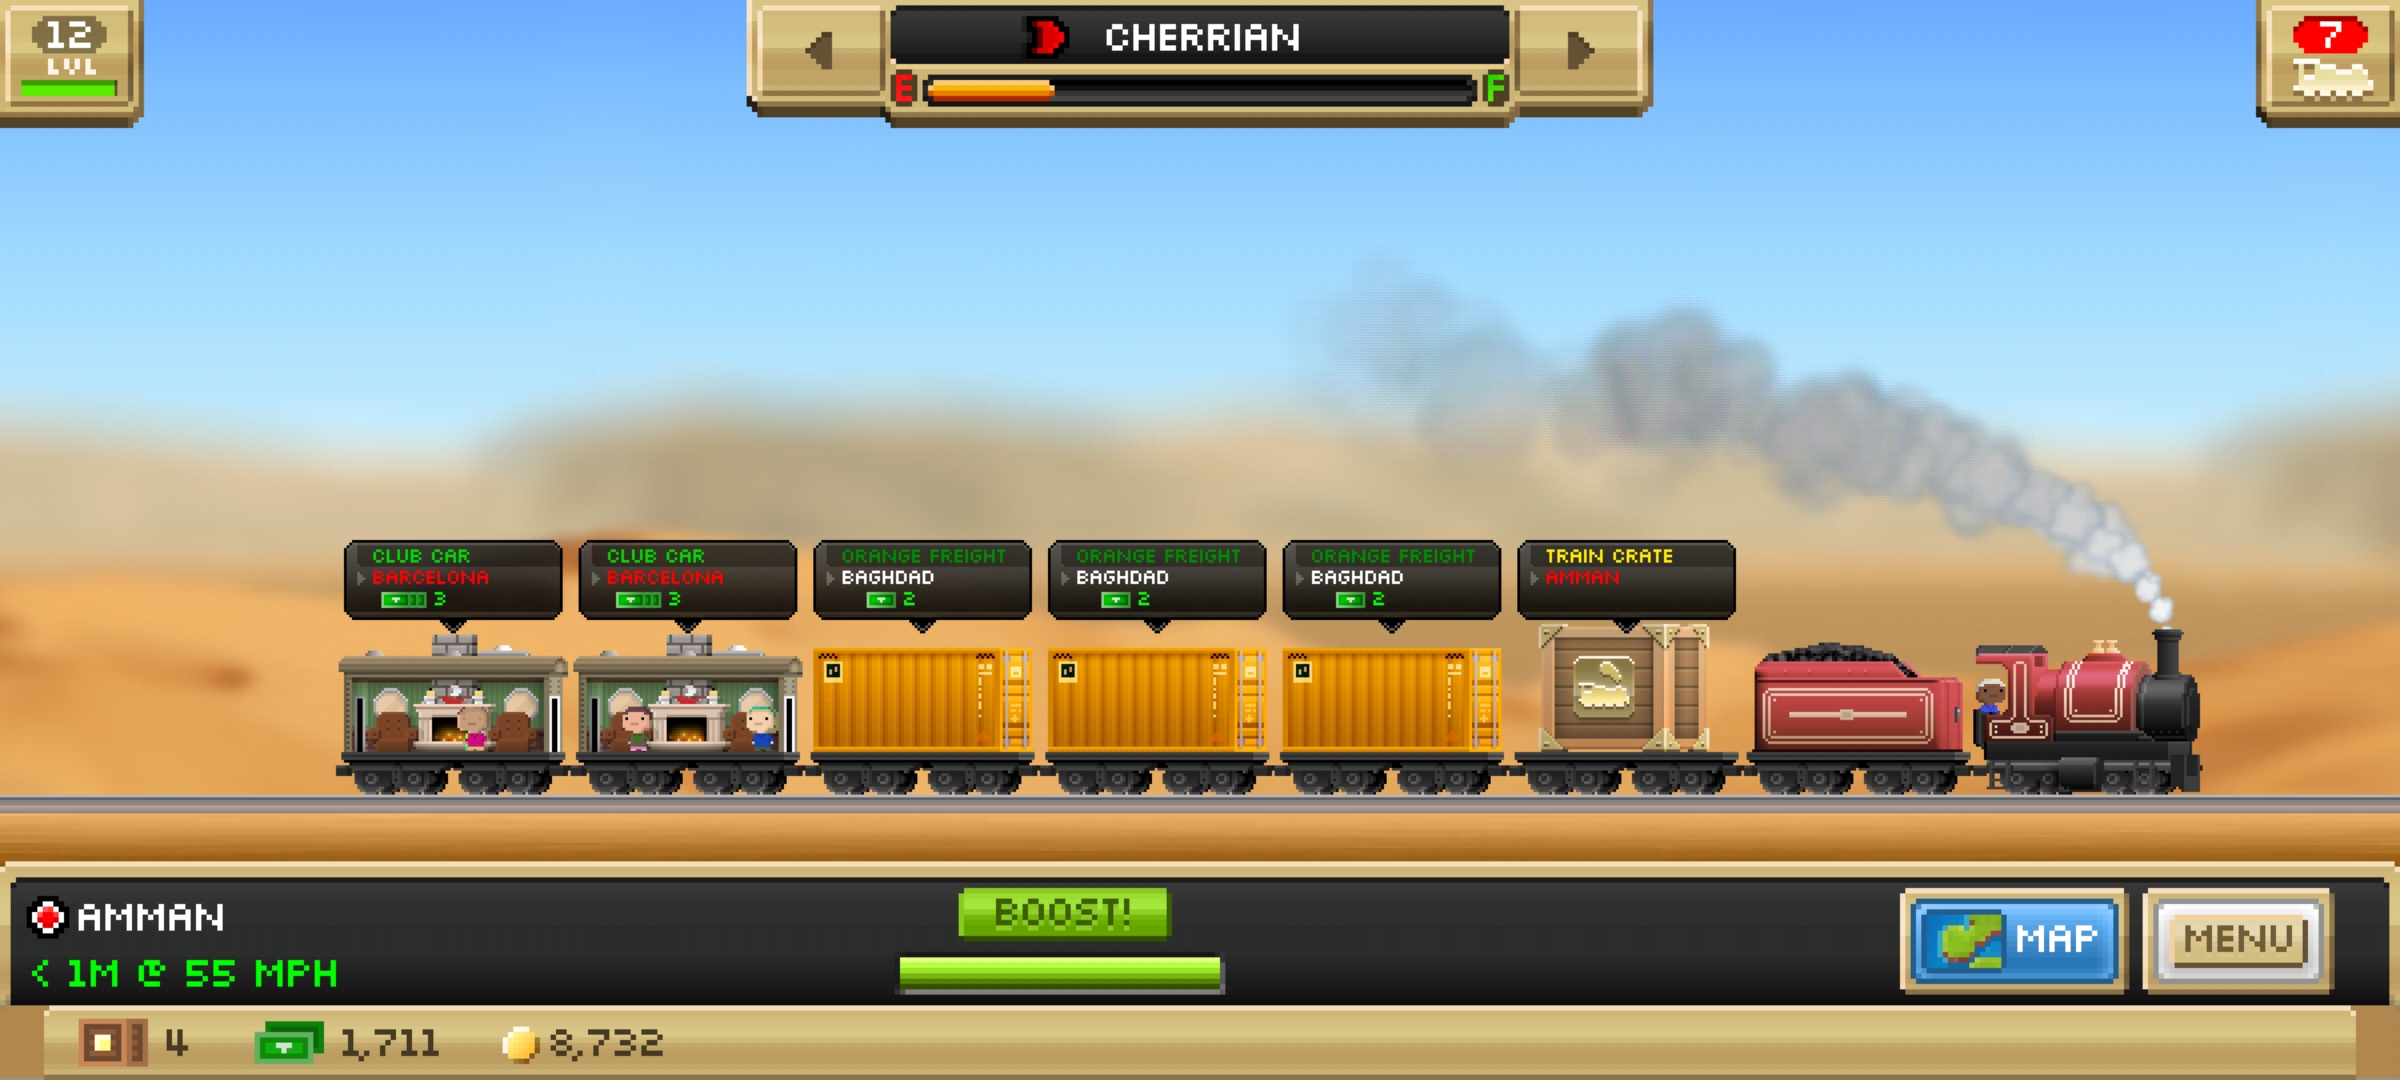 12
LVL
CHERRIAN
E
F
7
CLUB CAR
BARCELONA
3
CLUB CAR
BARCELONA
3
ORANGE FREIGHT
BAGHDAD
2
ORANGE FREIGHT
BAGHDAD
2
ORANGE FREIGHT
BAGHDAD
2
TRAIN CRATE
AMMAN
AMMAN
< 1M @ 55 MPH
BOOST!
MAP
MENU
4
1,711
8,732